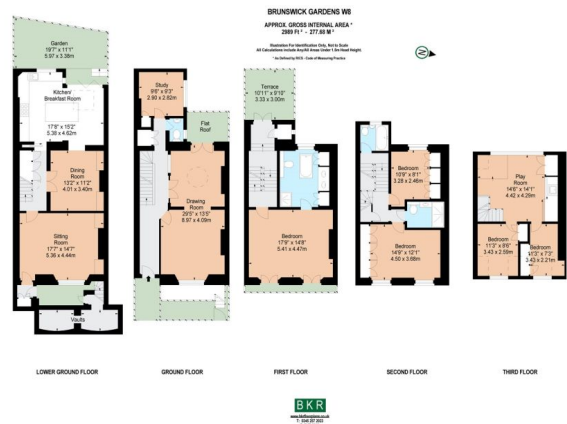 BRUNSWICK GARDENS W8
APPROX. GROSS INTERNAL AREA *
2989 Ft² - 277.68 M²
Illustration For Identification Only, Not to Scale
All Calculations Include Any/All Areas Under 1.5m Head Height
* As Defined by RICS - Code of Measuring Practice
Garden
19'7" x 11'1"
5.97 x 3.38m
Kitchen/
Breakfast Room
17'8" x 15'2"
5.38 x 4.62m
Dining
Room
13'2" x 11'2"
4.01 x 3.40m
Sitting
Room
17'7" x 14'7"
5.36 x 4.44m
Vaults
Study
9'6" x 9'3"
2.90 x 2.82m
Flat
Roof
Drawing
Room
29'5" x 13'5"
8.97 x 4.09m
Terrace
10'11" x 9'10"
3.33 x 3.00m
Bedroom
17'9" x 14'8"
5.41 x 4.47m
Bedroom
10'9" x 8'1"
3.28 x 2.46m
Bedroom
14'9" x 12'1"
4.50 x 3.68m
Play
Room
14'6" x 14'1"
4.42 x 4.29m
Bedroom
11'3" x 8'6"
3.43 x 2.59m
Bedroom
11'3" x 7'3"
3.43 x 2.21m
LOWER GROUND FLOOR
GROUND FLOOR
FIRST FLOOR
SECOND FLOOR
THIRD FLOOR
BKR